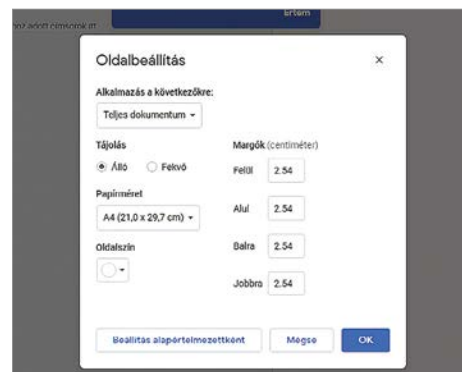 Értem
Oldalbeállítás
Alkalmazás a következőkre:
Teljes dokumentum
Tájolás
Álló Fekvő
Papírméret
A4 (21,0 x 29,7 cm)
Oldalszín
Margók (centiméter)
Felül 2.54
Alul 2.54
Balra 2.54
Jobbra 2.54
Beállítás alapértelmezettként Mégse OK